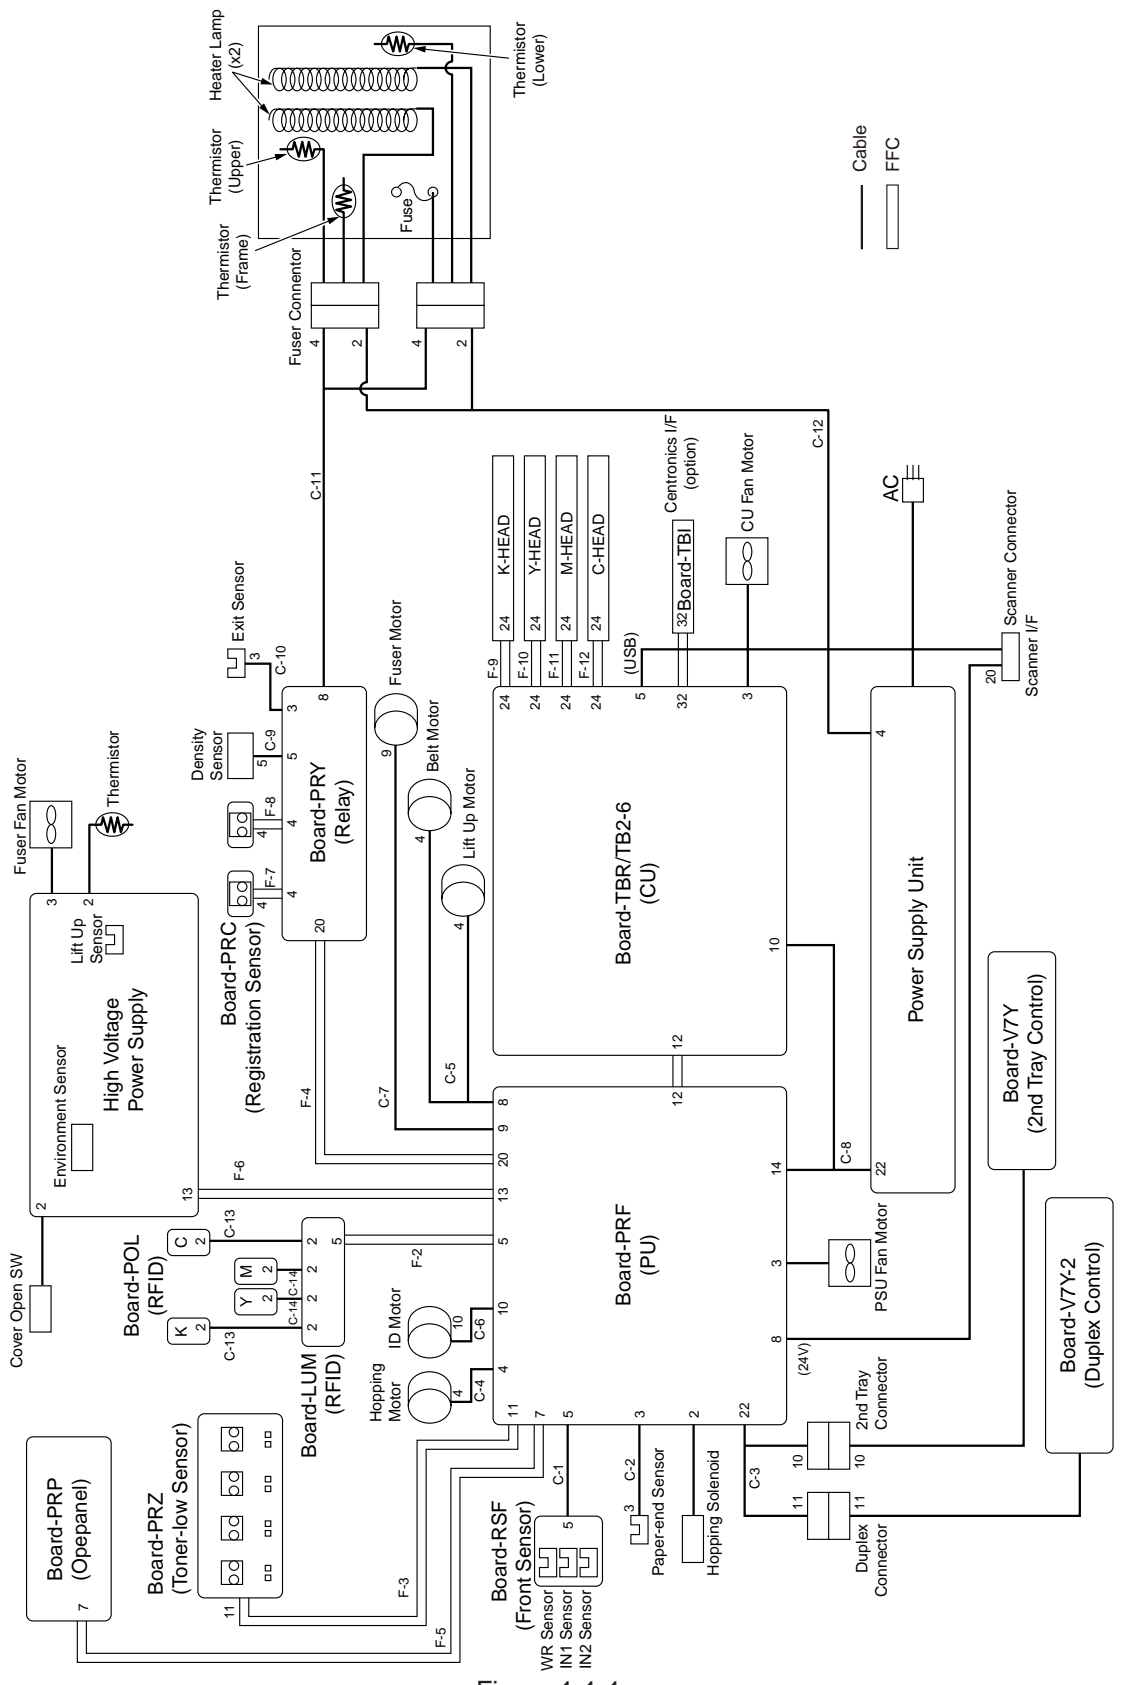 Cover Open SW
2
Environment Sensor
High Voltage
Power Supply
Lift Up
Sensor
13
3
2
Fuser Fan Motor
Thermistor
Board-PRP
(Opepanel)
7
Board-PRZ
(Toner-low Sensor)
11
Board-POL
(RFID)
K
2
C-13
Y
2
C-14
M
2
C-14
C
2
C-13
2
2
2
2
5
Board-LUM
(RFID)
F-2
F-6
F-4
Board-PRC
(Registration Sensor)
4
F-7
4
4
F-8
4
Density
Sensor
5
C-9
5
Exit Sensor
3
C-10
3
Board-PRY
(Relay)
20
8
C-11
Thermistor
(Frame)
Thermistor
(Upper)
Heater Lamp
(x2)
Thermistor
(Lower)
Fuse
Fuser Connentor
4
2
4
2
C-12
Cable
FFC
Hopping
Motor
4
C-4
ID Motor
10
C-6
C-7
C-5
Fuser Motor
9
Belt Motor
4
Lift Up Motor
4
F-3
F-5
11
7
5
3
2
22
4
10
5
13
20
9
8
Board-PRF
(PU)
12
14
3
8
(24V)
C-1
Board-RSF
(Front Sensor)
5
WR Sensor
IN1 Sensor
IN2 Sensor
C-2
3
Paper-end Sensor
Hopping Solenoid
C-3
11
11
Duplex
Connector
10
10
2nd Tray
Connector
PSU Fan Motor
C-8
22
Power Supply Unit
4
12
Board-TBR/TB2-6
(CU)
10
24
24
24
24
5
32
3
F-9
24
K-HEAD
F-10
24
Y-HEAD
F-11
24
M-HEAD
F-12
24
C-HEAD
(USB)
32
Board-TBI
Centronics I/F
(option)
CU Fan Motor
AC
20
Scanner Connector
Scanner I/F
Board-V7Y
(2nd Tray Control)
Board-V7Y-2
(Duplex Control)